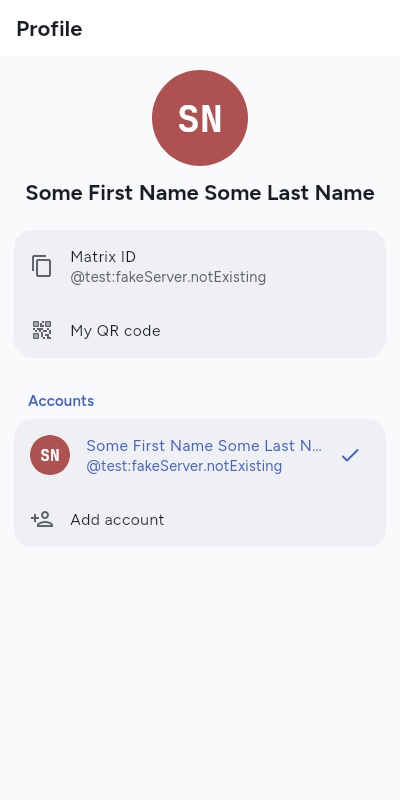 Profile
SN
Some First Name Some Last Name
Matrix ID
@test:fakeServer.notExisting
My QR code
Accounts
SN
Some First Name Some Last N...
@test:fakeServer.notExisting
Add account